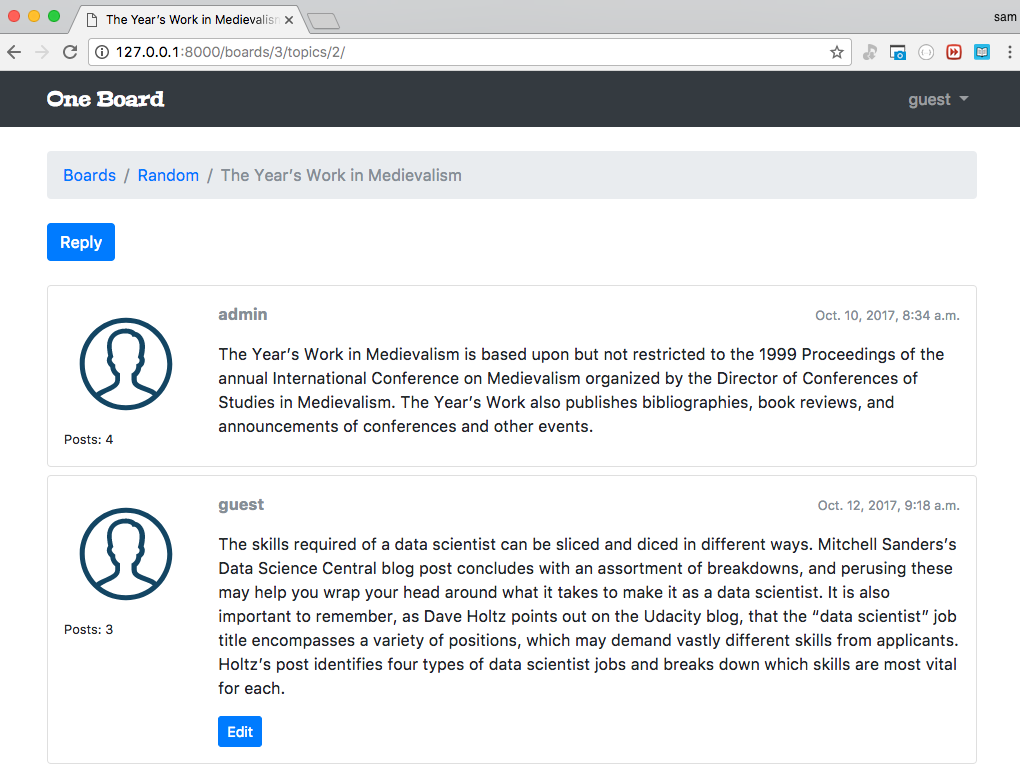 The Year’s Work in Medievalism
sam
127.0.0.1:8000/boards/3/topics/2/
One Board
guest
Boards / Random / The Year’s Work in Medievalism
Reply
admin
Oct. 10, 2017, 8:34 a.m.
The Year’s Work in Medievalism is based upon but not restricted to the 1999 Proceedings of the
annual International Conference on Medievalism organized by the Director of Conferences of
Studies in Medievalism. The Year’s Work also publishes bibliographies, book reviews, and
announcements of conferences and other events.
Posts: 4
guest
Oct. 12, 2017, 9:18 a.m.
The skills required of a data scientist can be sliced and diced in different ways. Mitchell Sanders’s
Data Science Central blog post concludes with an assortment of breakdowns, and perusing these
may help you wrap your head around what it takes to make it as a data scientist. It is also
important to remember, as Dave Holtz points out on the Udacity blog, that the “data scientist” job
title encompasses a variety of positions, which may demand vastly different skills from applicants.
Holtz’s post identifies four types of data scientist jobs and breaks down which skills are most vital
for each.
Posts: 3
Edit